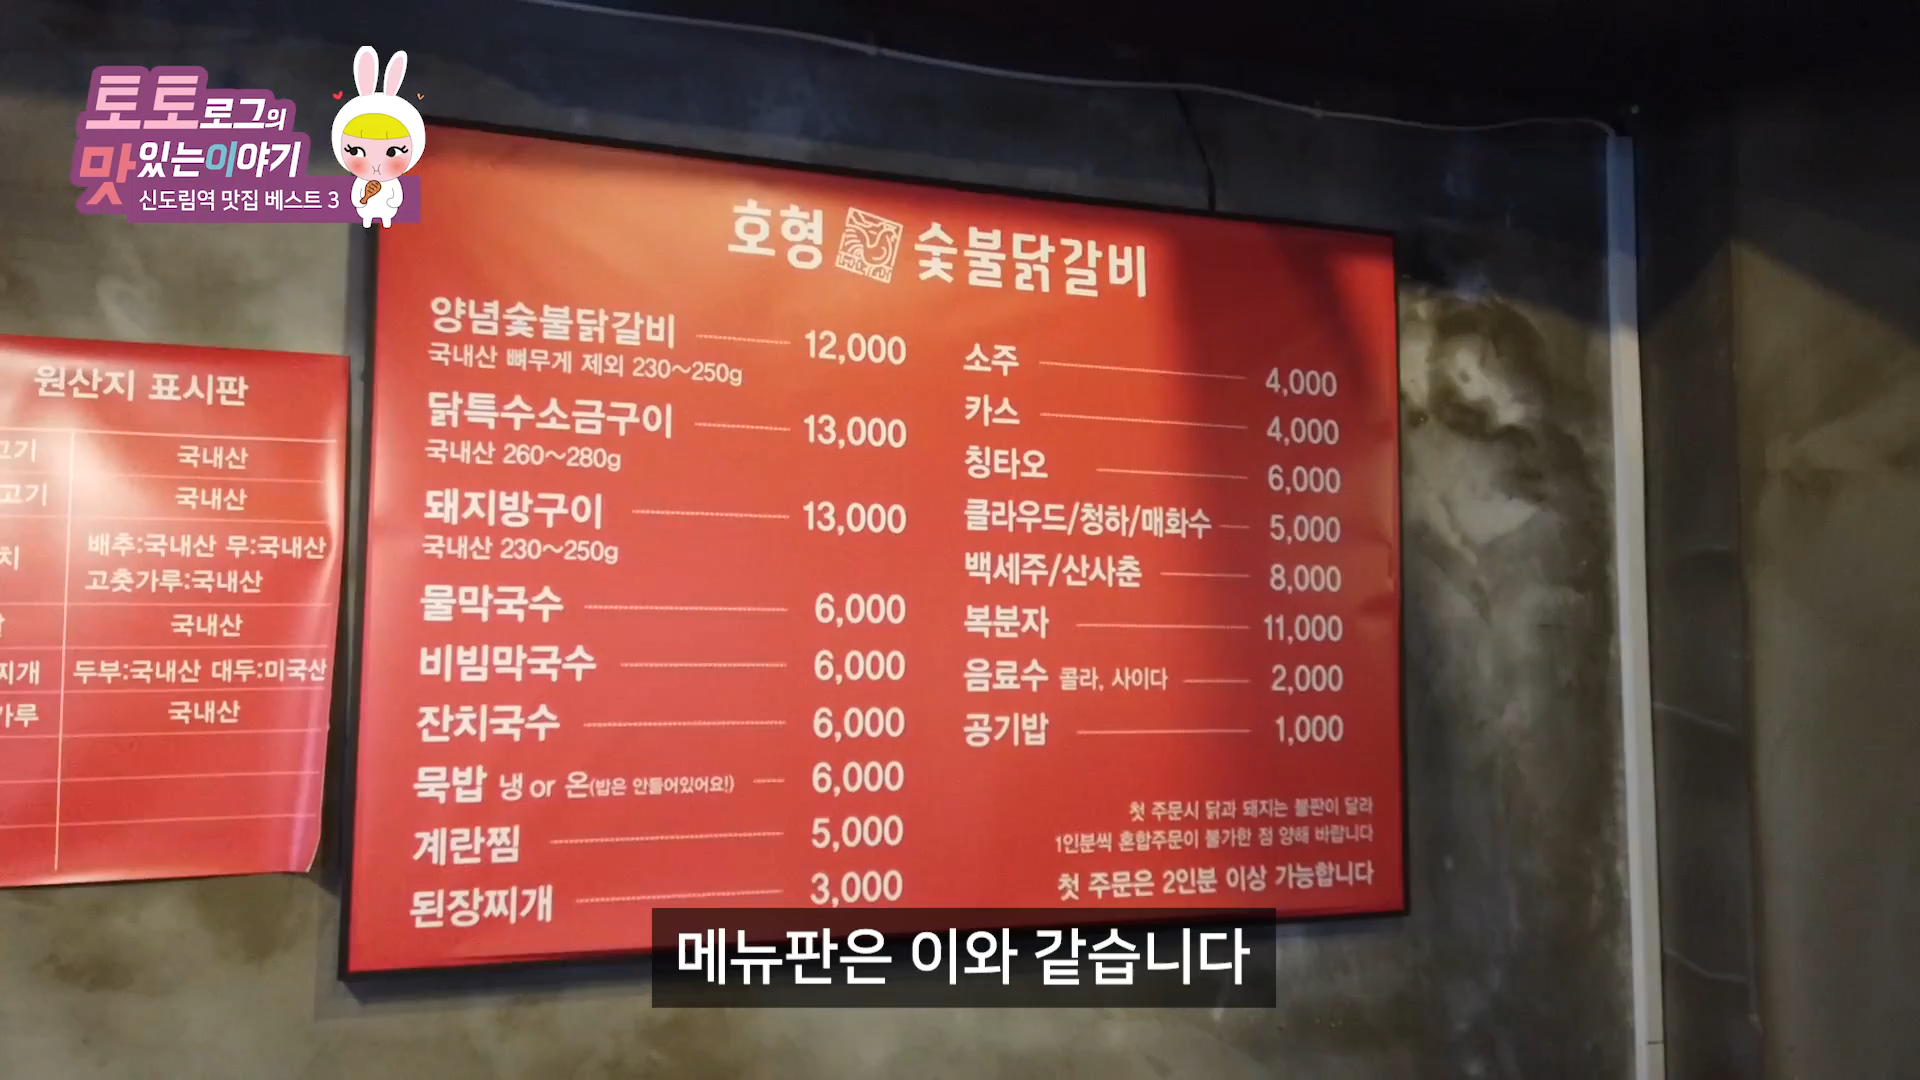 토토로그의
맛있는이야기
신도림역 맛집 베스트 3
호형 숯불닭갈비
양념숯불닭갈비 12,000
국내산 뼈무게 제외 230~250g
닭특수소금구이 13,000
국내산 260~280g
돼지방구이 13,000
국내산 230~250g
물막국수 6,000
비빔막국수 6,000
잔치국수 6,000
묵밥 냉 or 온(밥은 안들어있어요!) 6,000
계란찜 5,000
된장찌개 3,000
소주 4,000
카스 4,000
칭타오 6,000
클라우드/청하/매화수 5,000
백세주/산사춘 8,000
복분자 11,000
음료수 콜라, 사이다 2,000
공기밥 1,000
첫 주문시 닭과 돼지는 불판이 달라
1인분씩 혼합주문이 불가한 점 양해 바랍니다
첫 주문은 2인분 이상 가능합니다
원산지 표시판
고기 국내산
고기 국내산
치 배추:국내산 무:국내산
고춧가루:국내산
국내산
찌개 두부:국내산 대두:미국산
가루 국내산
메뉴판은 이와 같습니다